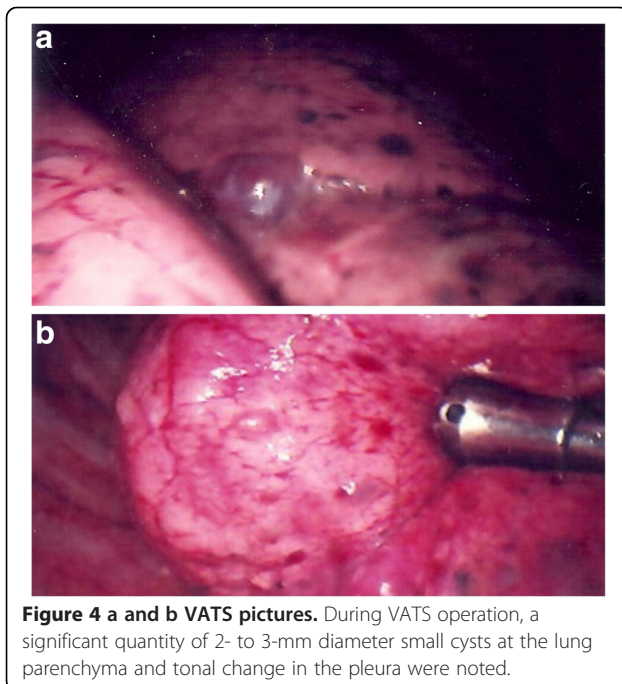 a
b
Figure 4 a and b VATS pictures. During VATS operation, a
significant quantity of 2- to 3-mm diameter small cysts at the lung
parenchyma and tonal change in the pleura were noted.